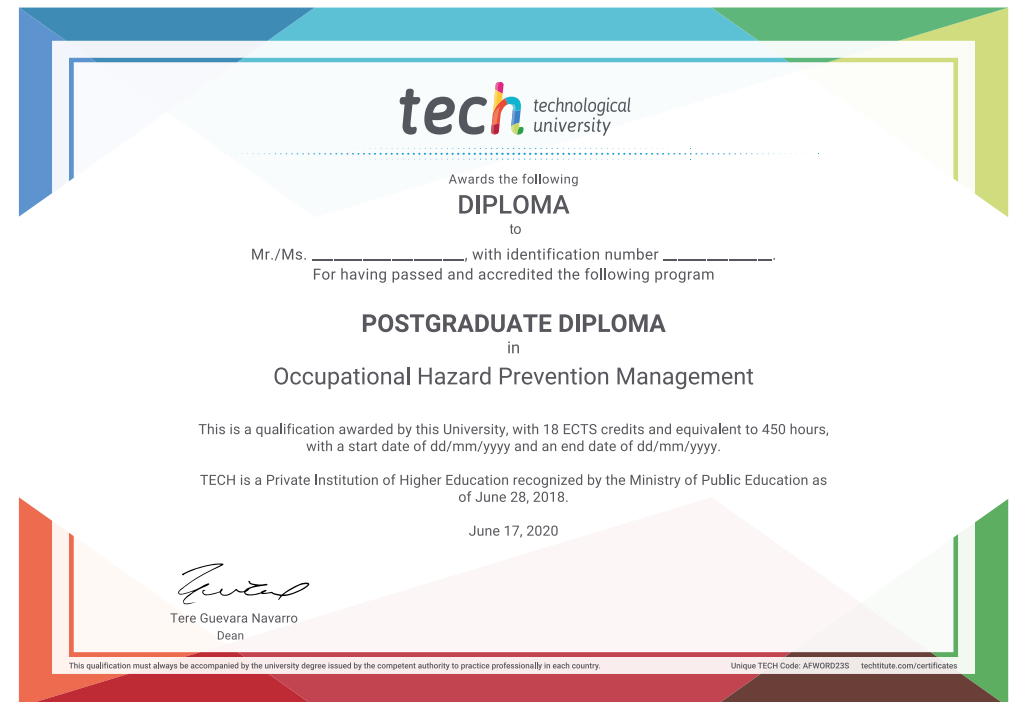 tech technological
university
Awards the following
DIPLOMA
to
Mr./Ms. ____________________, with identification number ______________.
For having passed and accredited the following program
POSTGRADUATE DIPLOMA
in
Occupational Hazard Prevention Management
This is a qualification awarded by this University, with 18 ECTS credits and equivalent to 450 hours,
with a start date of dd/mm/yyyy and an end date of dd/mm/yyyy.
TECH is a Private Institution of Higher Education recognized by the Ministry of Public Education as
of June 28, 2018.
June 17, 2020
Tere Guevara Navarro
Dean
This qualification must always be accompanied by the university degree issued by the competent authority to practice professionally in each country.
Unique TECH Code: AFWORD23S techtitute.com/certificates